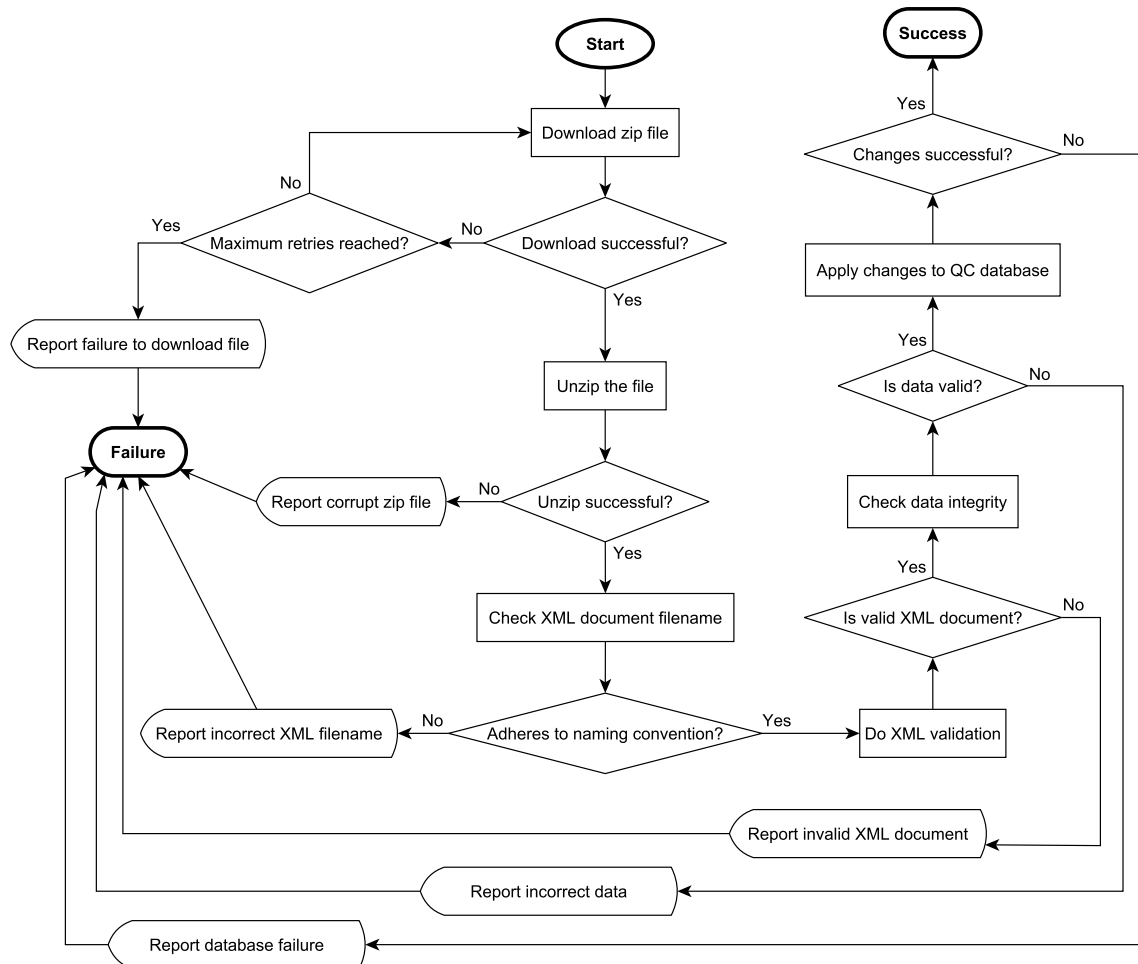 Start
Success
Download zip file
Yes
Changes successful?
No
No
Yes
Maximum retries reached?
No
Download successful?
Yes
Apply changes to QC database
Report failure to download file
Yes
Is data valid?
No
Unzip the file
Failure
Report corrupt zip file
No
Unzip successful?
Yes
Check data integrity
Yes
Is valid XML document?
No
Check XML document filename
Report incorrect XML filename
No
Adheres to naming convention?
Yes
Do XML validation
Report invalid XML document
Report incorrect data
Report database failure